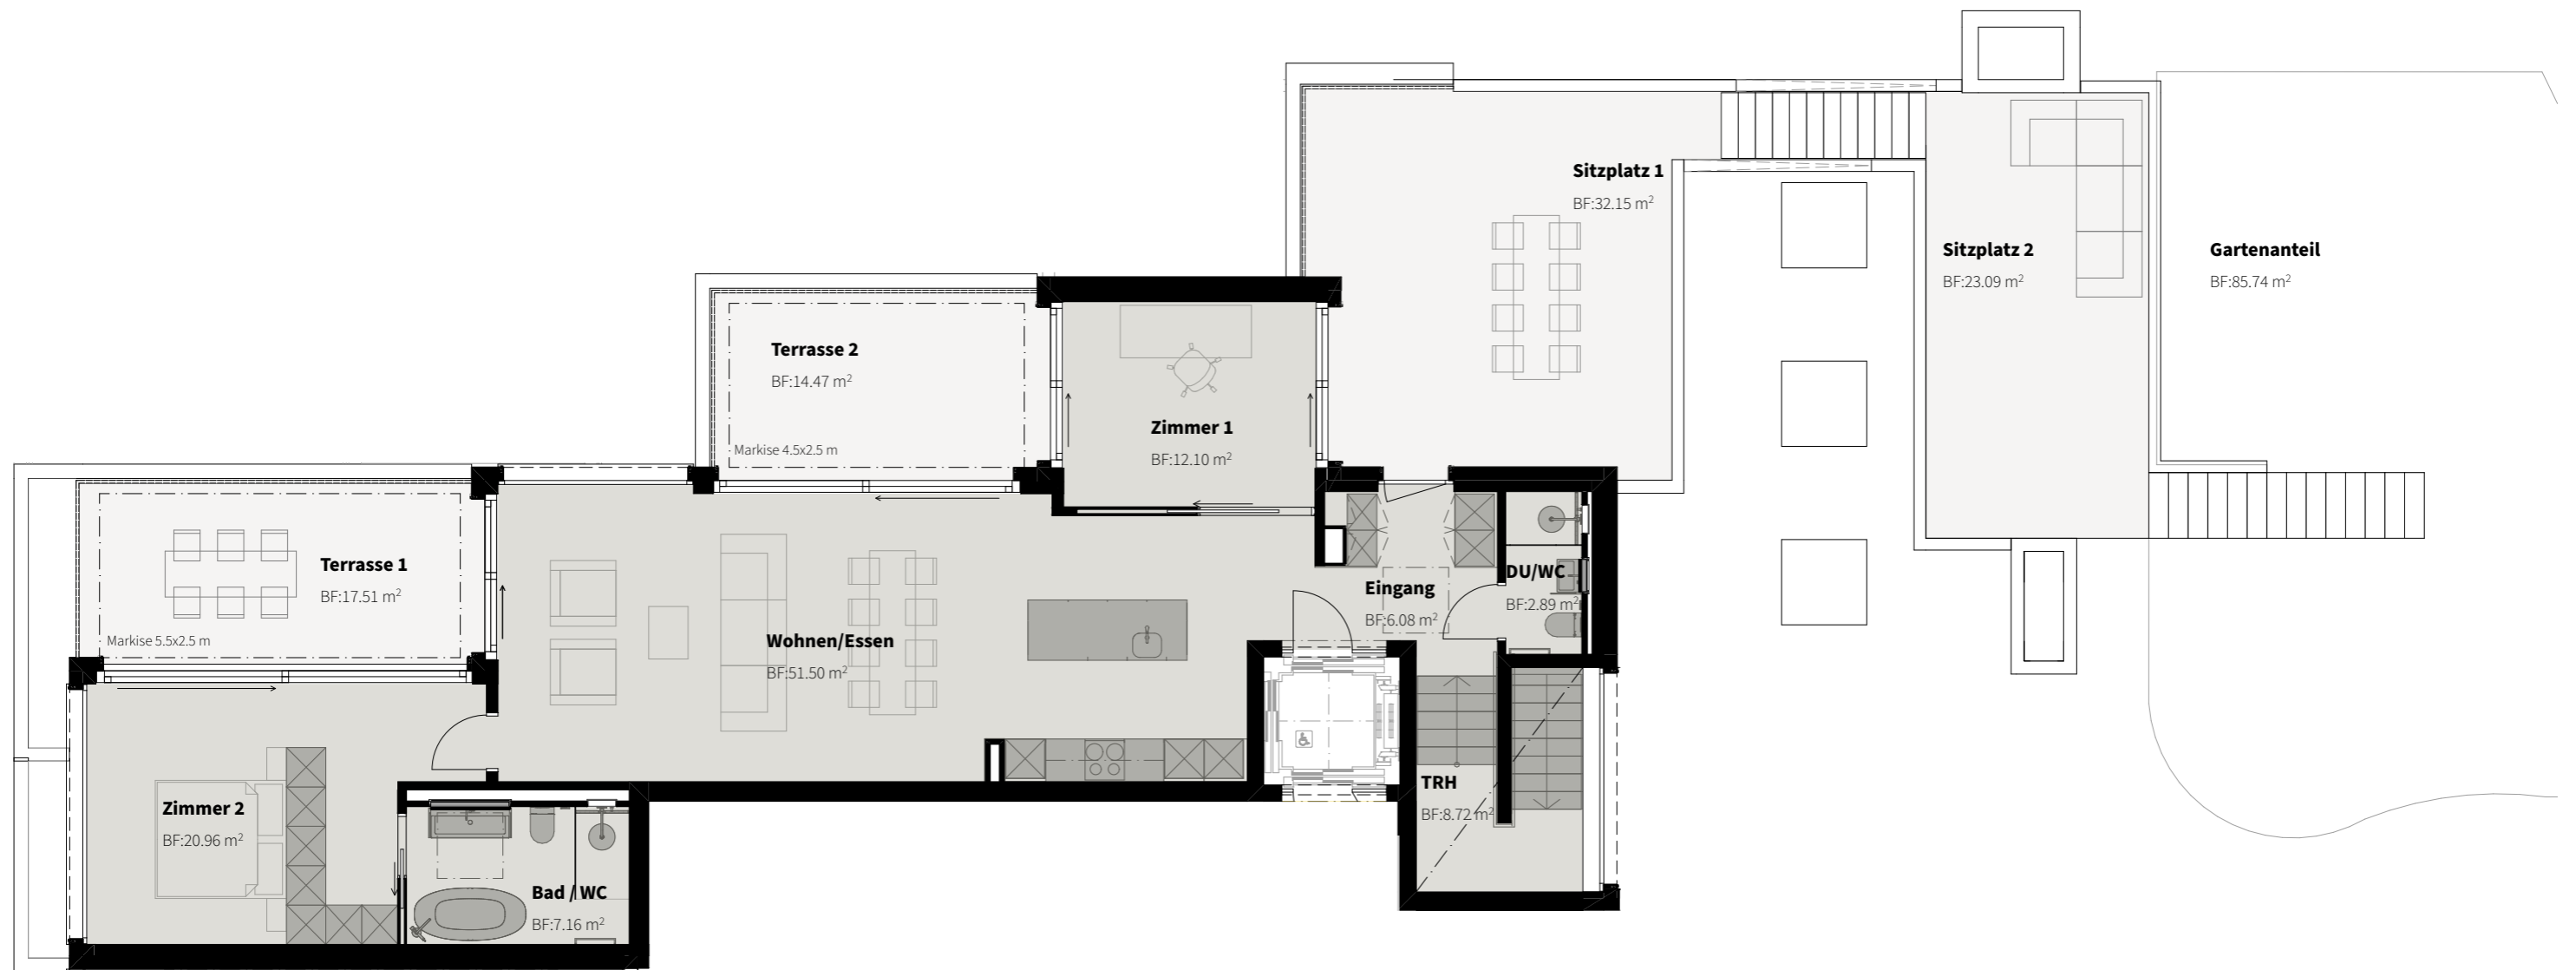 Sitzplatz 1
BF:32.15 m²
Sitzplatz 2
BF:23.09 m²
Gartenanteil
BF:85.74 m²
Terrasse 2
BF:14.47 m²
Markise 4.5x2.5 m
Zimmer 1
BF:12.10 m²
Terrasse 1
BF:17.51 m²
Markise 5.5x2.5 m
Wohnen/Essen
BF:51.50 m²
Eingang
BF:6.08 m²
DU/WC
BF:2.89 m²
TRH
BF:8.72 m²
Zimmer 2
BF:20.96 m²
Bad / WC
BF:7.16 m²